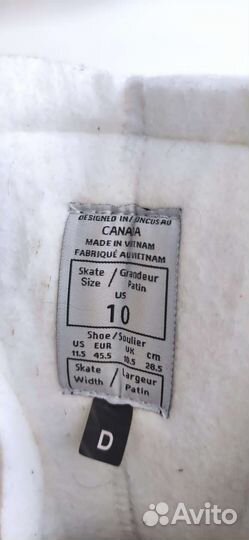 DESIGNED IN / CONCUS AU
CANADA
MADE IN VIETNAM
FABRIQUÉ AU VIETNAM
Skate / Grandeur
Size / Patin
US
10
Shoe / Soulier
US EUR UK cm
11.5 45.5 10.5 28.5
Skate / Largeur
Width / Patin
D
Avito